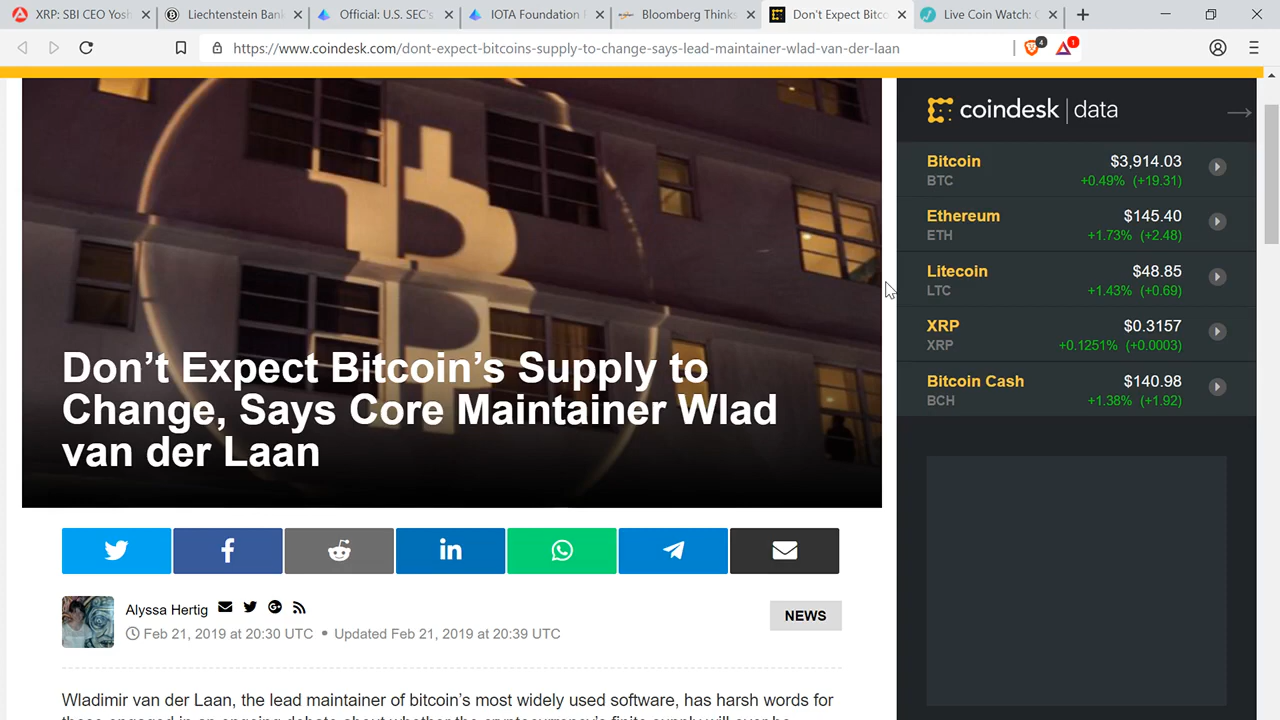 XRP: SEC CEO Yosh
Liechtenstein Bank
Official: U.S. SEC's
IOTA Foundation
Bloomberg Thinks
Don't Expect Bitco
Live Coin Watch:
https://www.coindesk.com/dont-expect-bitcoins-supply-to-change-says-lead-maintainer-wlad-van-der-laan
4
1
coindesk | data
Bitcoin $3,914.03
BTC +0.49% (+19.31)
Ethereum $145.40
ETH +1.73% (+2.48)
Litecoin $48.85
LTC +1.43% (+0.69)
XRP $0.3157
XRP +0.1251% (+0.0003)
Bitcoin Cash $140.98
BCH +1.38% (+1.92)
Don't Expect Bitcoin's Supply to
Change, Says Core Maintainer Wlad
van der Laan
Alyssa Hertig
Feb 21, 2019 at 20:30 UTC • Updated Feb 21, 2019 at 20:39 UTC
NEWS
Wladimir van der Laan, the lead maintainer of bitcoin's most widely used software, has harsh words for